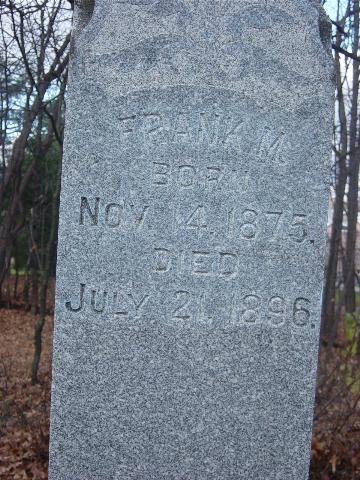 FRANK M.
BORN
NOV. 14. 1875.
DIED
JULY 21. 1896.